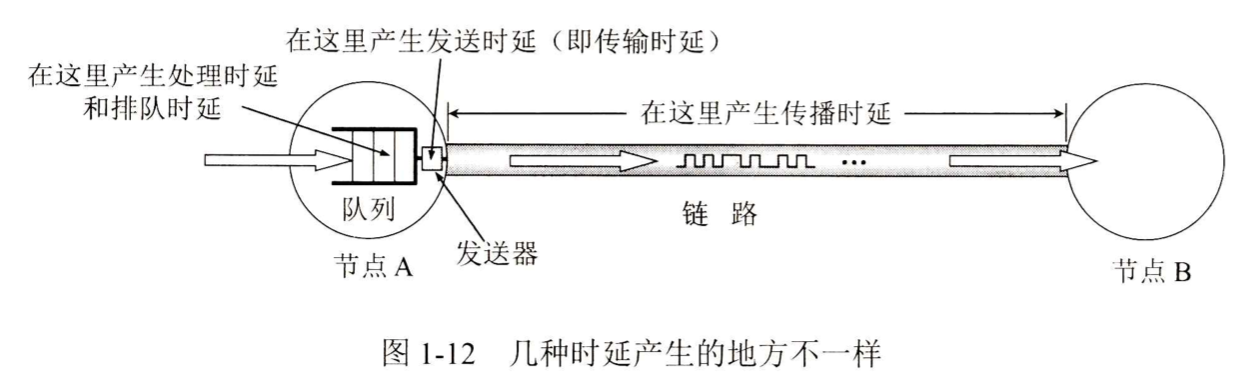 在这里产生发送时延（即传输时延）
在这里产生处理时延
和排队时延
在这里产生传播时延
队列
链 路
节点 A
发送器
节点 B
图 1-12 几种时延产生的地方不一样